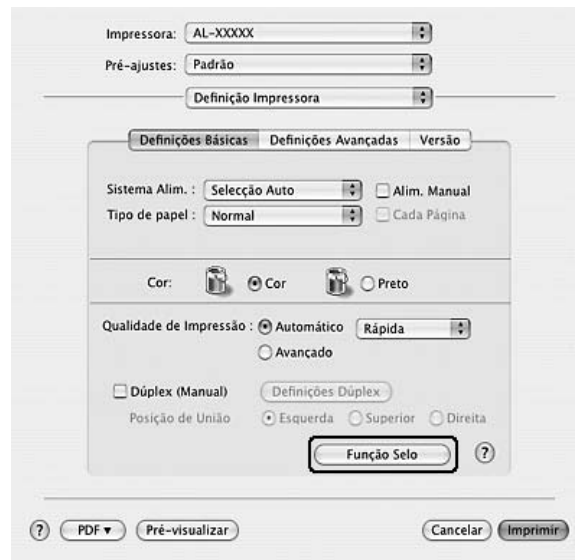 Impressora: AL-XXXXX
Pré-ajustes: Padrão
Definição Impressora
Definições Básicas Definições Avançadas Versão
Sistema Alim. : Selecção Auto Alim. Manual
Tipo de papel : Normal Cada Página
Cor: Cor Preto
Qualidade de Impressão : Automático Rápida
Avançado
Dúplex (Manual) Definições Dúplex
Posição de União Esquerda Superior Direita
Função Selo ?
? PDF ▼ Pré-visualizar Cancelar Imprimir